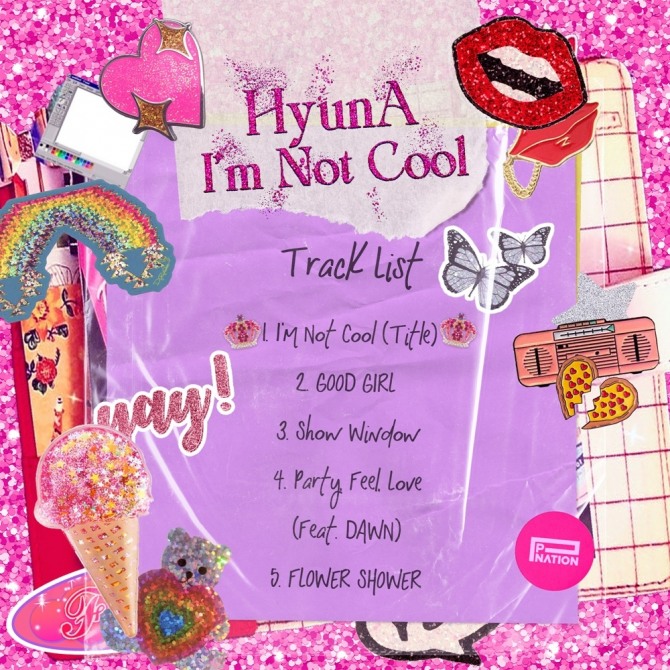 HyunA
I'm Not Cool
Track List
1. I'M Not Cool (Title)
2. GOOD GIRL
3. Show Window
4. Party, Feel, Love
(Feat. DAWN)
5. FLOWER SHOWER
yay!
P NATION